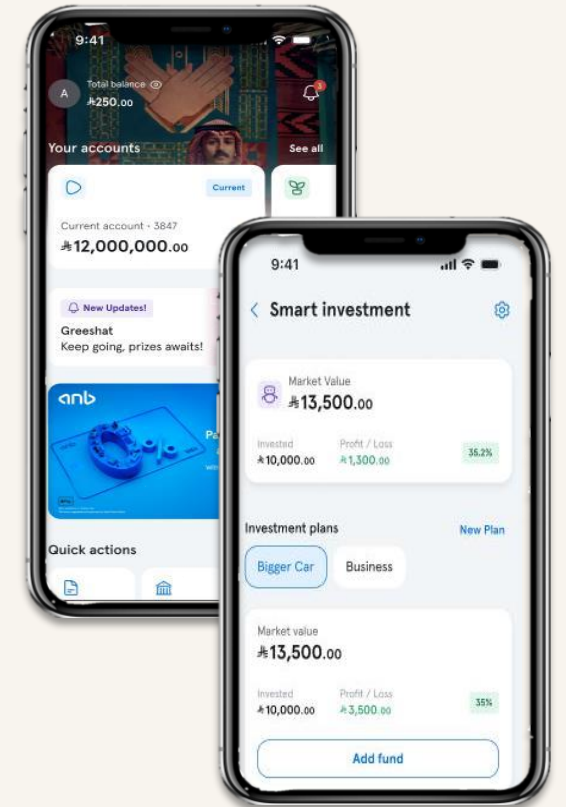 9:41
A
Total balance
⃁250.00
3
Your accounts
See all
Current
Current account · 3847
⃁12,000,000.00
New Updates!
Greeshat
Keep going, prizes awaits!
anb
anb
0%
Quick actions
9:41
Smart investment
Market Value
⃁13,500.00
Invested
Profit / Loss
⃁10,000.00
⃁1,300.00
35.2%
Investment plans
New Plan
Bigger Car
Business
Market value
⃁13,500.00
Invested
Profit / Loss
⃁10,000.00
⃁3,500.00
35%
Add fund